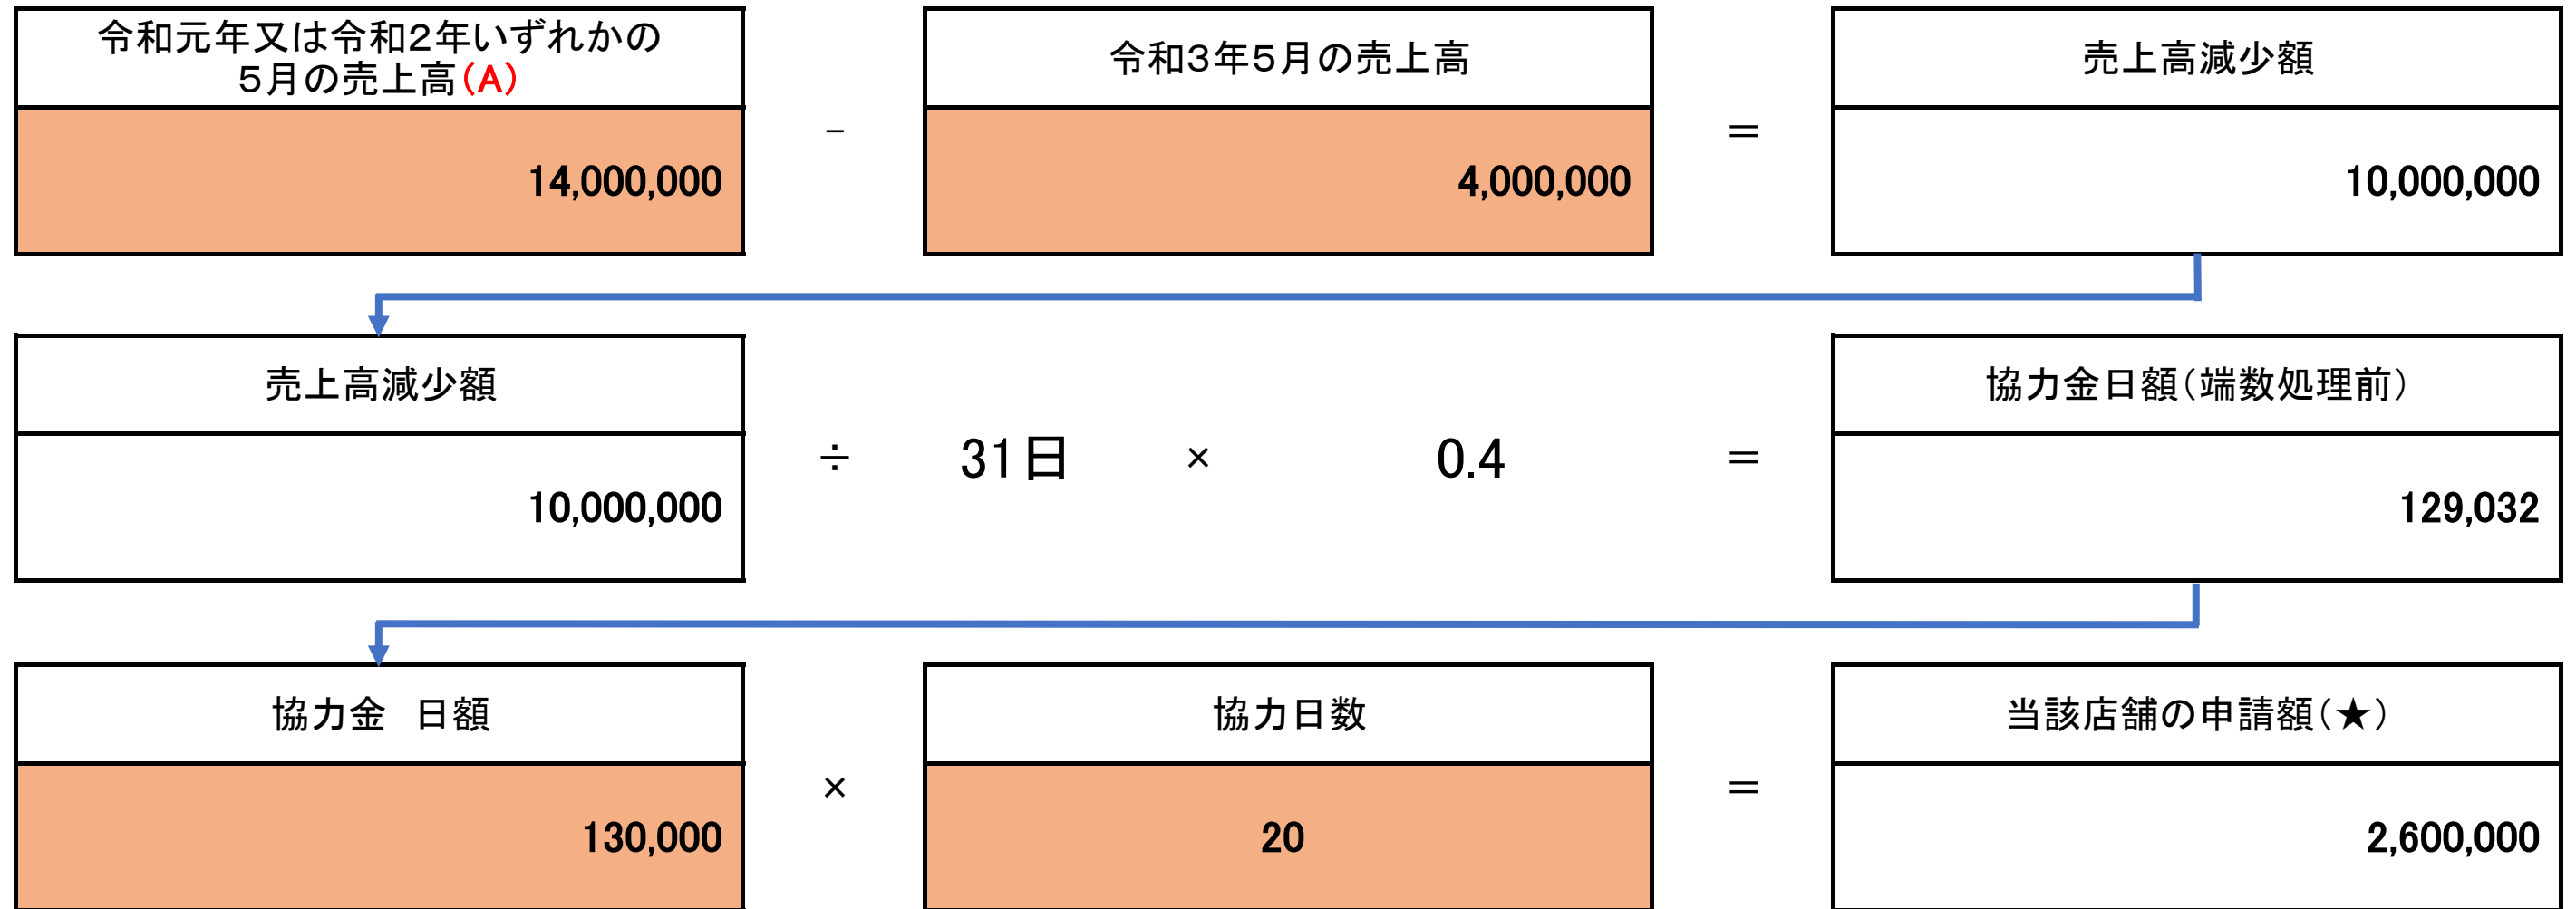 令和元年又は令和2年いずれかの
5月の売上高(A)
令和3年5月の売上高
売上高減少額
14,000,000
－
4,000,000
＝
10,000,000
売上高減少額
協力金日額(端数処理前)
10,000,000
÷
31日
×
0.4
＝
129,032
協力金　日額
協力日数
当該店舗の申請額(★)
130,000
×
20
＝
2,600,000